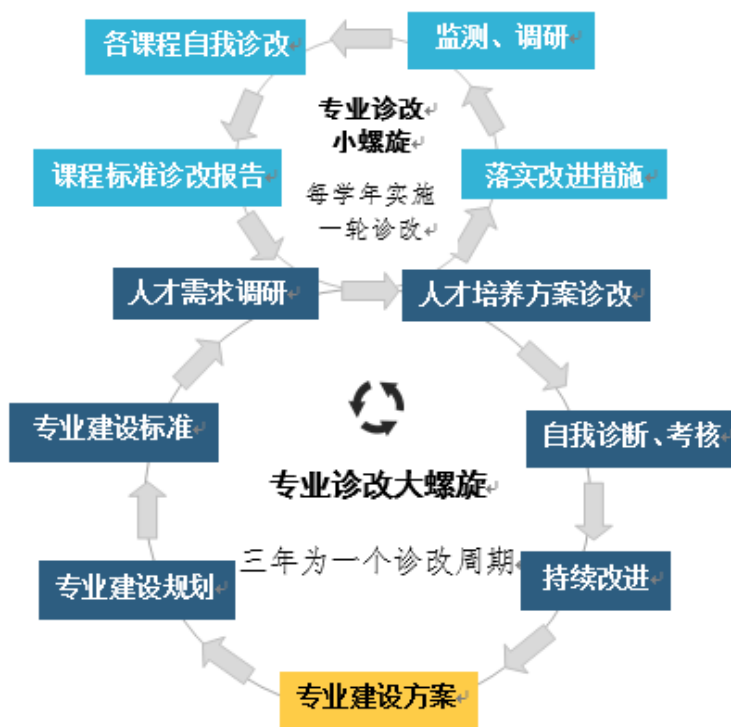 各课程自我诊改
监测、调研
专业诊改
小螺旋
课程标准诊改报告
落实改进措施
每学年实施
一轮诊改
人才需求调研
人才培养方案诊改
专业建设标准
自我诊断、考核
专业诊改大螺旋
三年为一个诊改周期
专业建设规划
持续改进
专业建设方案